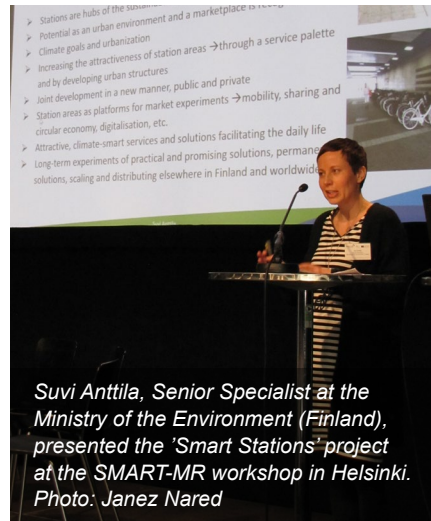 Stations are hubs of the
Potential as an urban environment and a marketplace is
Climate goals and urbanization
Increasing the attractiveness of station areas →through a service palette
and by developing urban structures
Joint development in a new manner, public and private
Station areas as platforms for market experiments →mobility, sharing and
circular economy, digitalisation, etc.
Attractive, climate-smart services and solutions facilitating the daily life
Long-term experiments of practical and promising solutions,
solutions, scaling and distributing elsewhere in Finland and worldwide
Suvi Anttila
Suvi Anttila, Senior Specialist at the
Ministry of the Environment (Finland),
presented the ’Smart Stations’ project
at the SMART-MR workshop in Helsinki.
Photo: Janez Nared